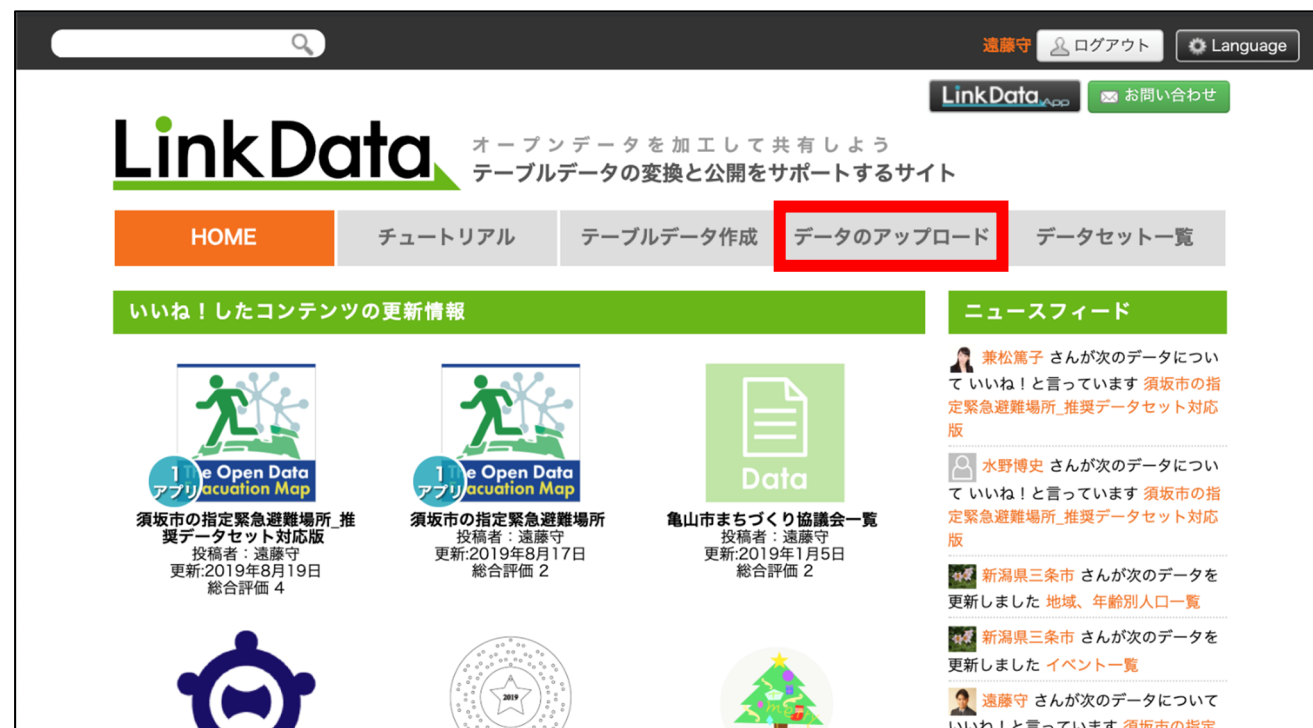 遠藤守 ログアウト Language
LinkData App お問い合わせ
LinkData
オープンデータを加工して共有しよう
テーブルデータの変換と公開をサポートするサイト
HOME チュートリアル テーブルデータ作成 データのアップロード データセット一覧
いいね！したコンテンツの更新情報
1
アプリ
The Open Data
Evacuation Map
須坂市の指定緊急避難場所_推
奨データセット対応版
投稿者：遠藤守
更新:2019年8月19日
総合評価 4
1
アプリ
The Open Data
Evacuation Map
須坂市の指定緊急避難場所
投稿者：遠藤守
更新:2019年8月17日
総合評価 2
Data
亀山市まちづくり協議会一覧
投稿者：遠藤守
更新:2019年1月5日
総合評価 2
2019
ニュースフィード
兼松篤子 さんが次のデータについ
て いいね！と言っています 須坂市の指
定緊急避難場所_推奨データセット対応
版
水野博史 さんが次のデータについ
て いいね！と言っています 須坂市の指
定緊急避難場所_推奨データセット対応
版
新潟県三条市 さんが次のデータを
更新しました 地域、年齢別人口一覧
新潟県三条市 さんが次のデータを
更新しました イベント一覧
遠藤守 さんが次のデータについて
いいね！と言っています 須坂市の指定